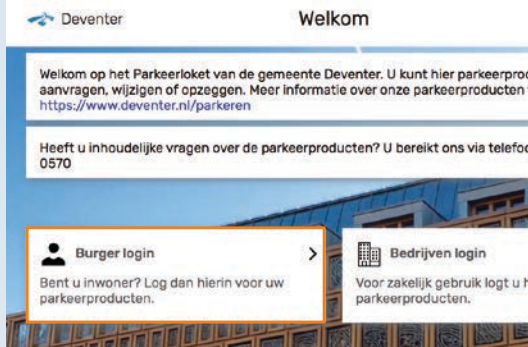 Deventer
Welkom
Welkom op het Parkeerloket van de gemeente Deventer. U kunt hier
aanvragen, wijzigen of opzeggen. Meer informatie over onze parkeerproducten
https://www.deventer.nl/parkeren
Heeft u inhoudelijke vragen over de parkeerproducten? U bereikt ons via
0570
Burger login
Bedrijven login
Bent u inwoner? Log dan hierin voor uw
parkeerproducten.
Voor zakelijk gebruik logt u
parkeerproducten.